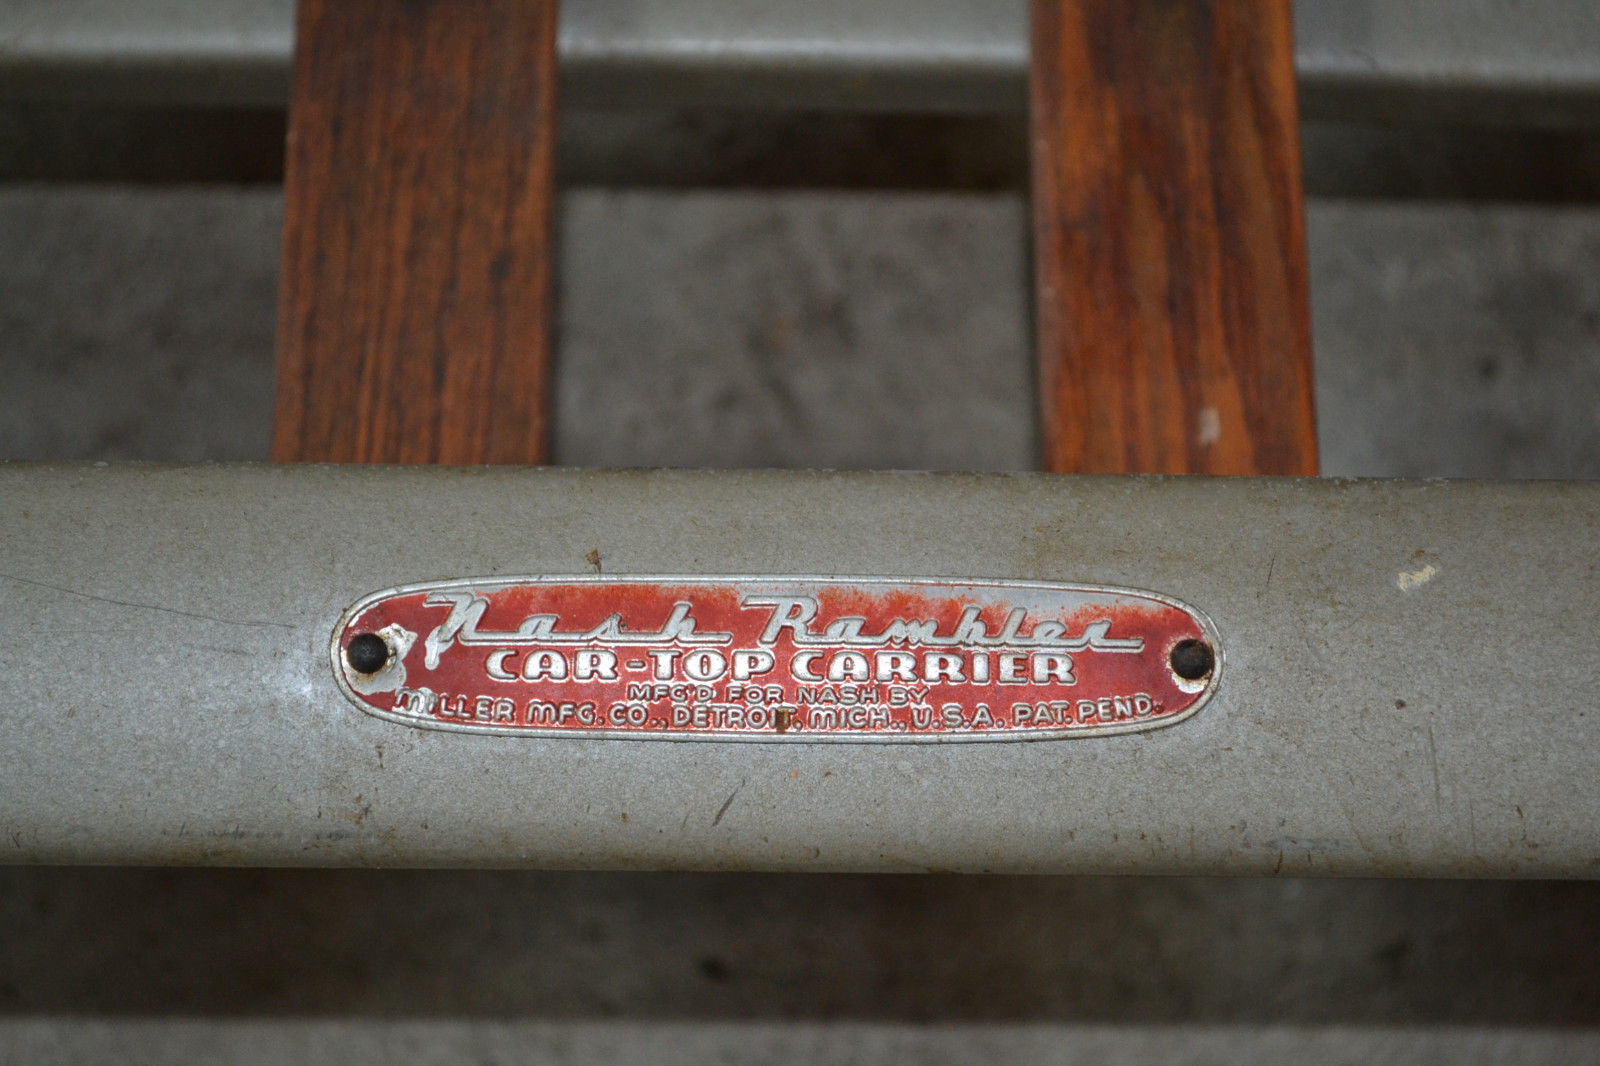 Nash Rambler
CAR-TOP CARRIER
MFG'D FOR NASH BY
MILLER MFG. CO., DETROIT, MICH., U.S.A. PAT. PEND.